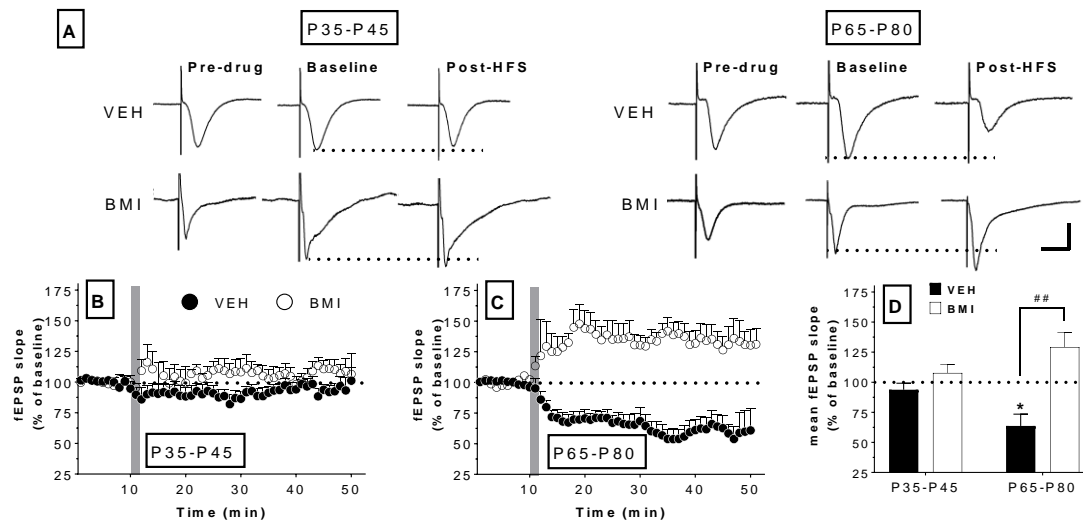 A
P35-P45
P65-P80
Pre-drug Baseline Post-HFS
Pre-drug Baseline Post-HFS
VEH
VEH
BMI
BMI
B
VEH BMI
175
150
125
100
75
50
25
fEPSP slope
(% of baseline)
P35-P45
10 20 30 40 50
Time (min)
C
175
150
125
100
75
50
25
fEPSP slope
(% of baseline)
P65-P80
10 20 30 40 50
Time (min)
D
VEH
BMI
##
*
175
150
125
100
75
50
25
mean fEPSP slope
(% of baseline)
P35-P45 P65-P80